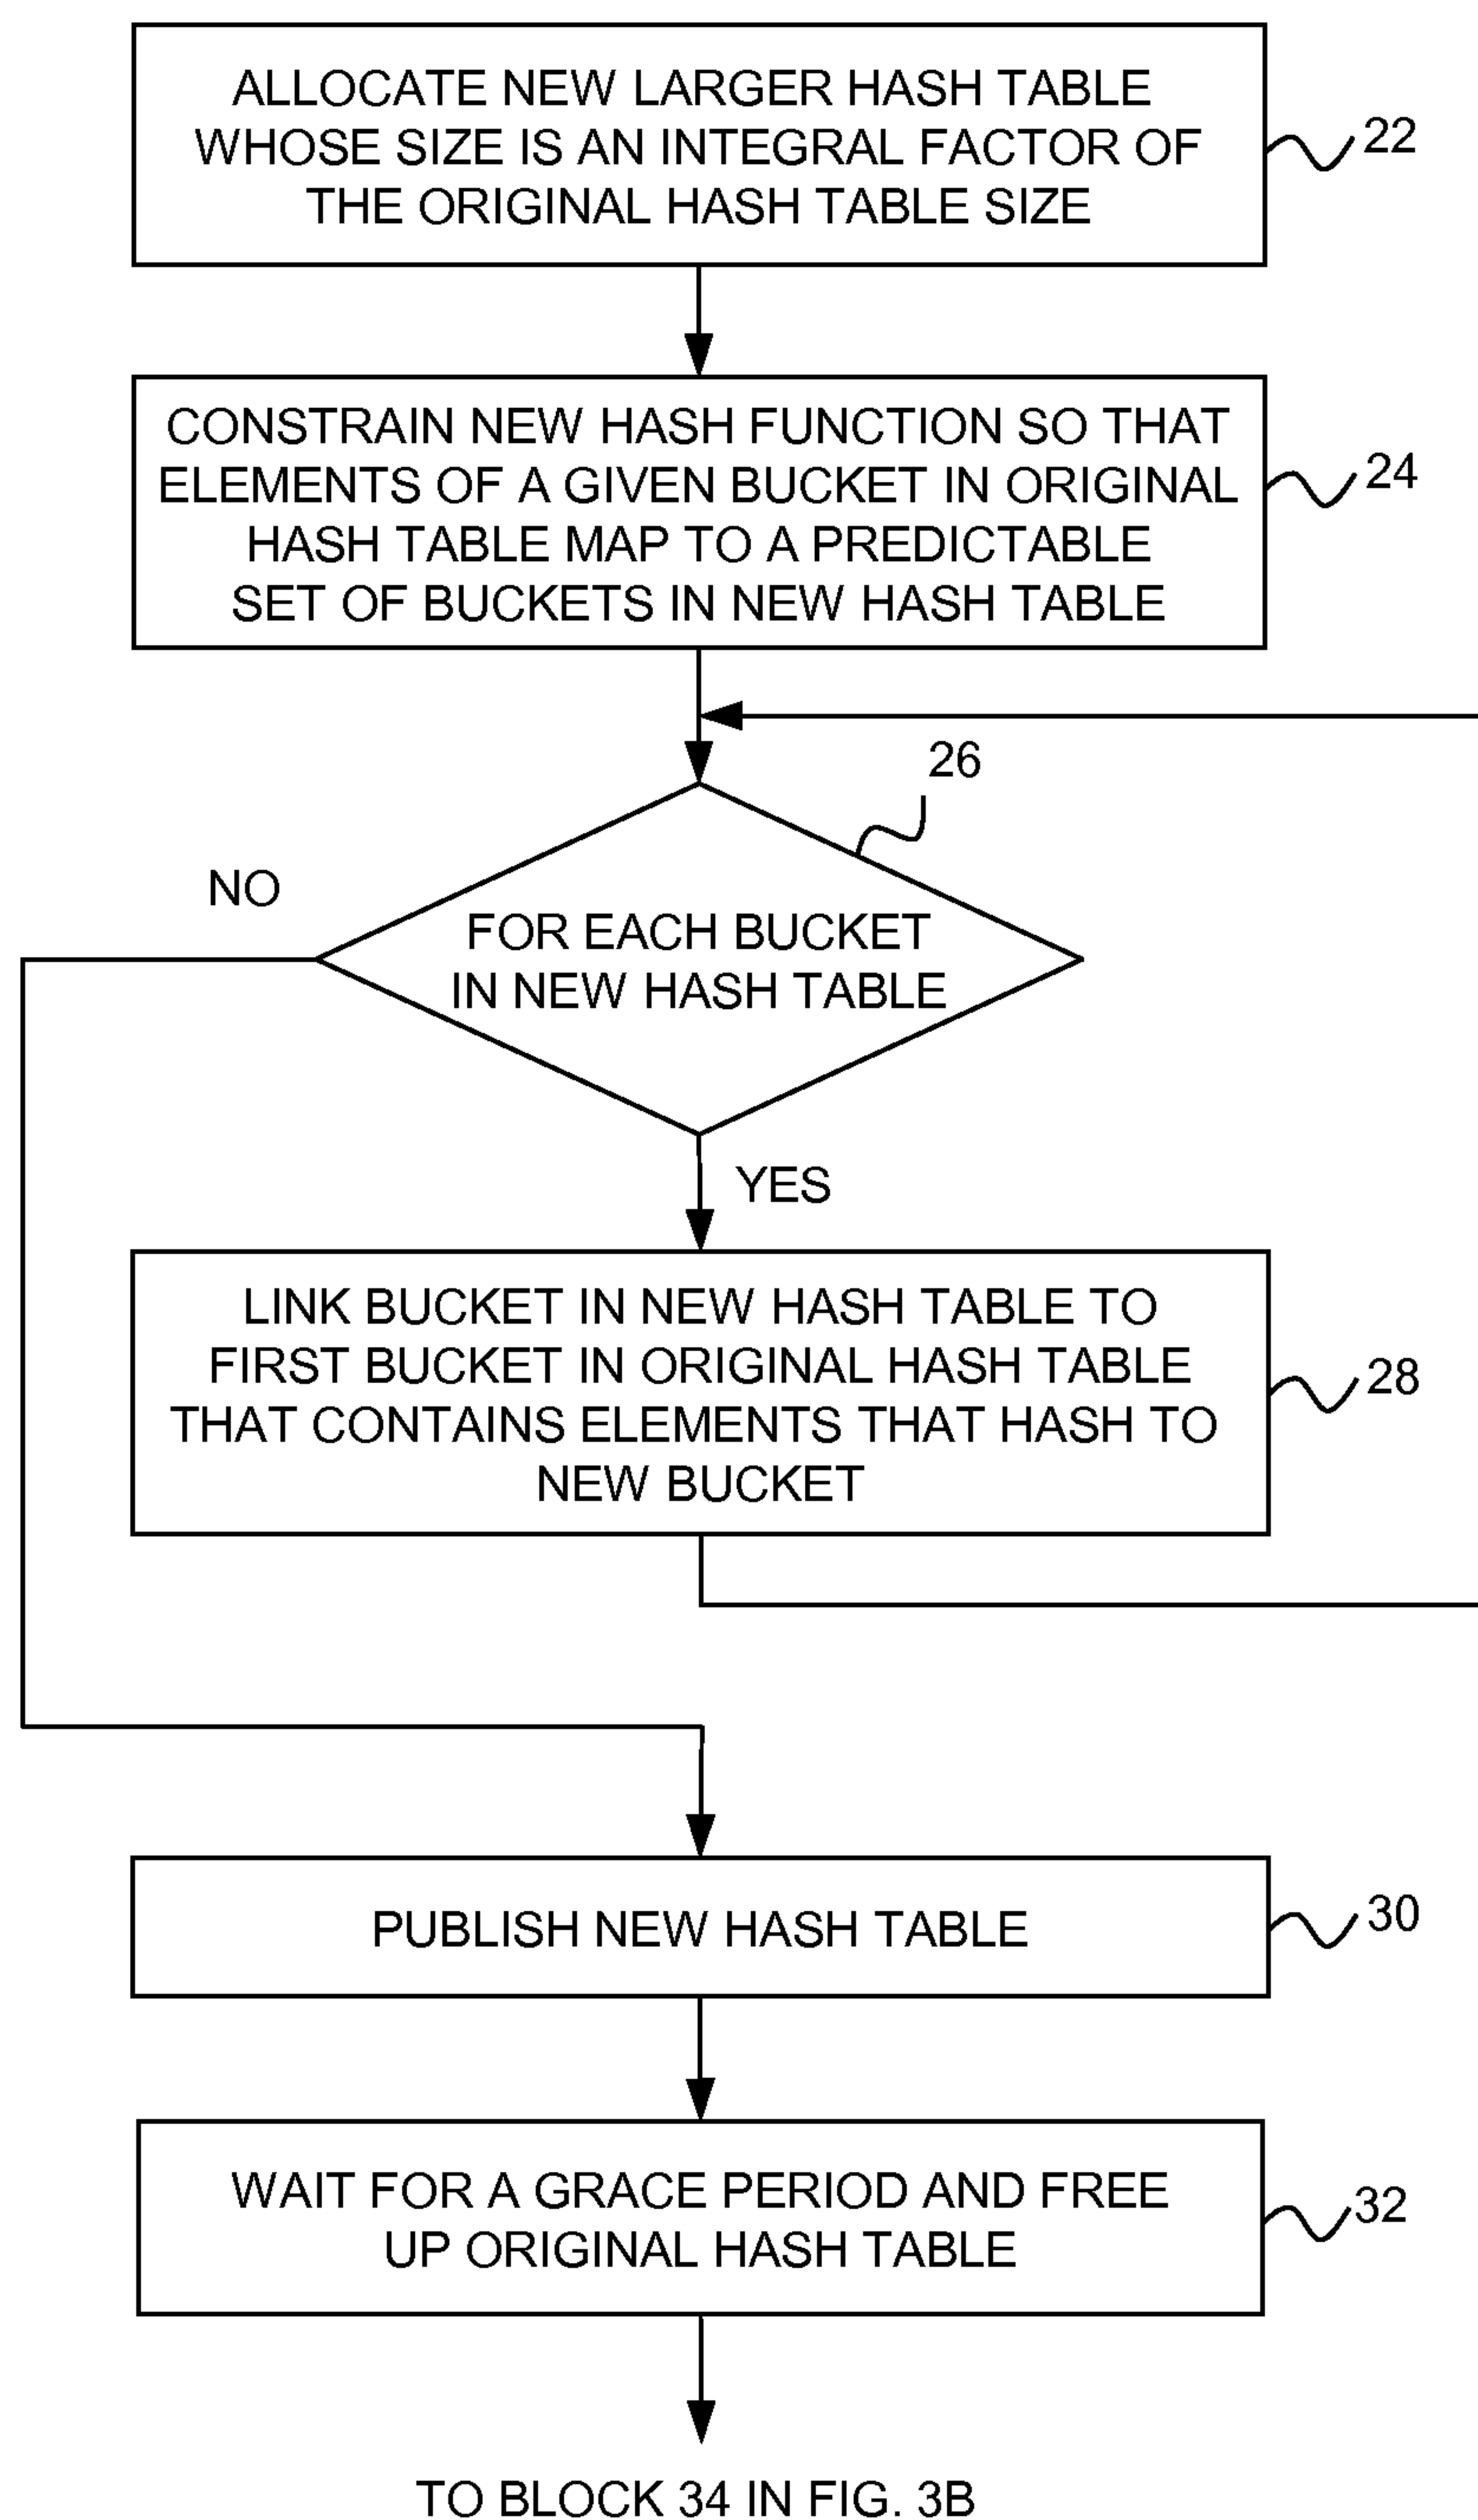 ALLOCATE NEW LARGER HASH TABLE
WHOSE SIZE IS AN INTEGRAL FACTOR OF
THE ORIGINAL HASH TABLE SIZE
22
CONSTRAIN NEW HASH FUNCTION SO THAT
ELEMENTS OF A GIVEN BUCKET IN ORIGINAL
HASH TABLE MAP TO A PREDICTABLE
SET OF BUCKETS IN NEW HASH TABLE
24
26
NO
FOR EACH BUCKET
IN NEW HASH TABLE
YES
LINK BUCKET IN NEW HASH TABLE TO
FIRST BUCKET IN ORIGINAL HASH TABLE
THAT CONTAINS ELEMENTS THAT HASH TO
NEW BUCKET
28
PUBLISH NEW HASH TABLE
30
WAIT FOR A GRACE PERIOD AND FREE
UP ORIGINAL HASH TABLE
32
TO BLOCK 34 IN FIG. 3B